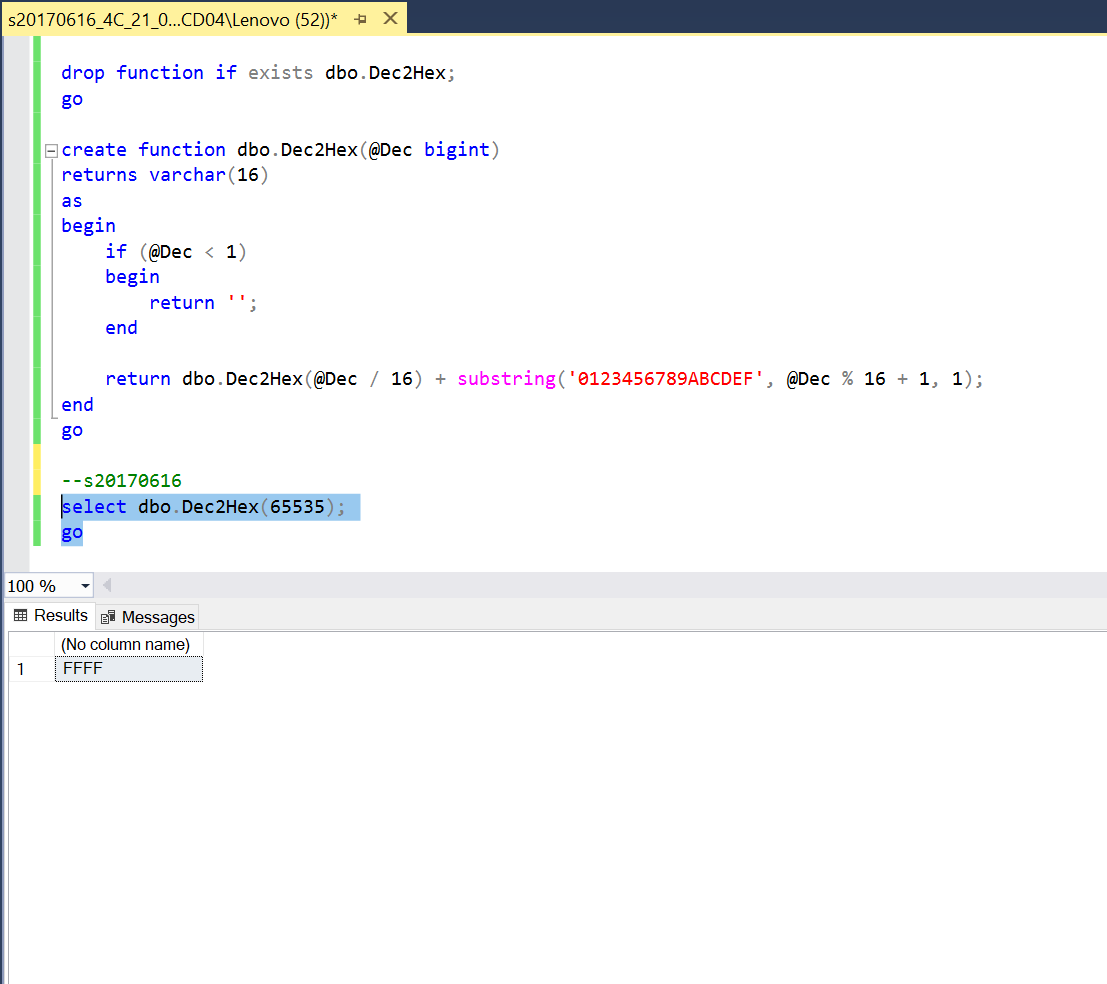 s20170616_4C_21_0...CD04\Lenovo (52))*
drop function if exists dbo.Dec2Hex;
go
create function dbo.Dec2Hex(@Dec bigint)
returns varchar(16)
as
begin
    if (@Dec < 1)
    begin
        return '';
    end
    return dbo.Dec2Hex(@Dec / 16) + substring('0123456789ABCDEF', @Dec % 16 + 1, 1);
end
go
--s20170616
select dbo.Dec2Hex(65535);
go
100 %
Results Messages
(No column name)
1 FFFF